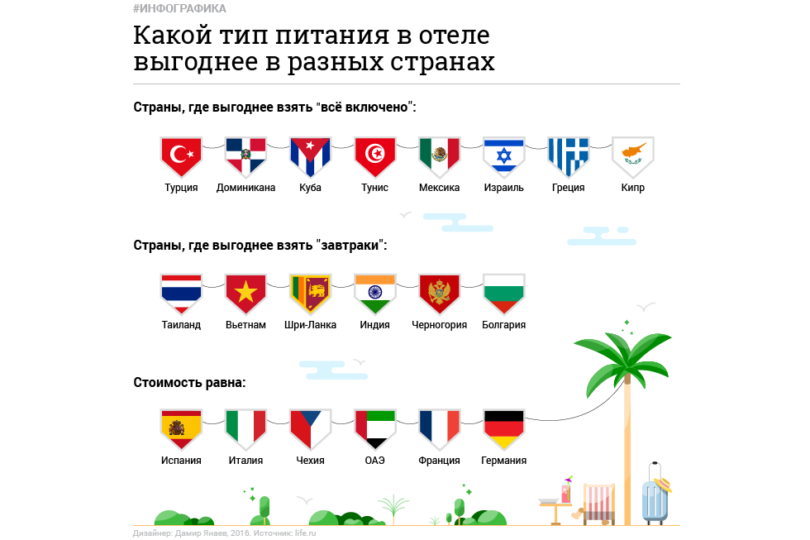 #ИНФОГРАФИКА
Какой тип питания в отеле
выгоднее в разных странах
Страны, где выгоднее взять "всё включено":
Турция Доминикана Куба Тунис Мексика Израиль Греция Кипр
Страны, где выгоднее взять "завтраки":
Таиланд Вьетнам Шри-Ланка Индия Черногория Болгария
Стоимость равна:
Испания Италия Чехия ОАЭ Франция Германия
Дизайнер: Дамир Янаев, 2016. Источник: life.ru